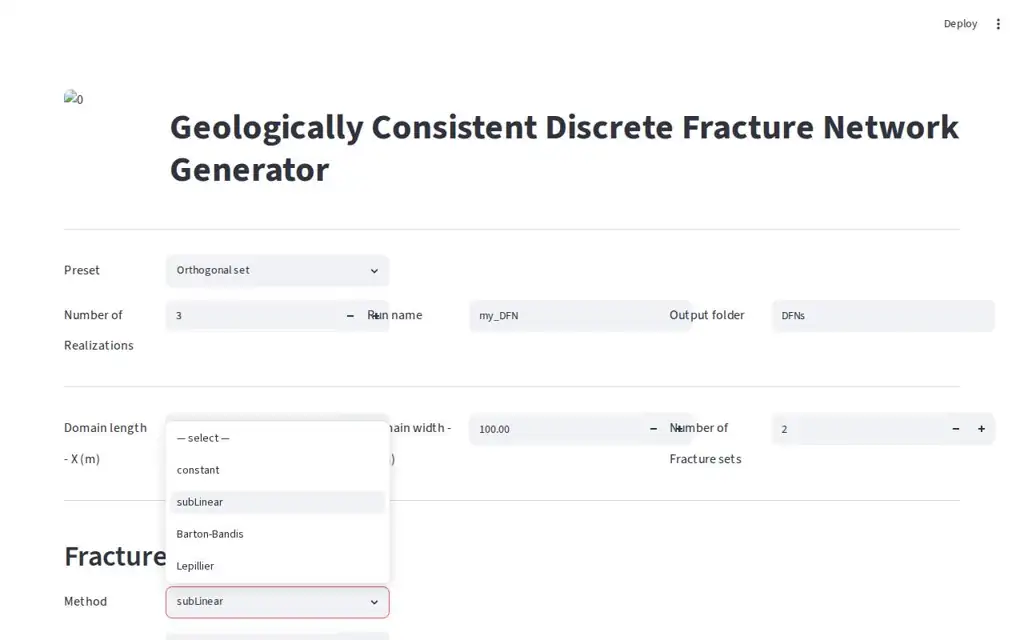 Deploy
0
Geologically Consistent Discrete Fracture Network
Generator
Preset
Orthogonal set
Number of
Realizations
3
Run name
my_DFN
Output folder
DFNs
Domain length
- X (m)
ain width -
)
100.00
Number of
Fracture sets
2
— select —
constant
subLinear
Barton-Bandis
Lepillier
Fracture
Method
subLinear